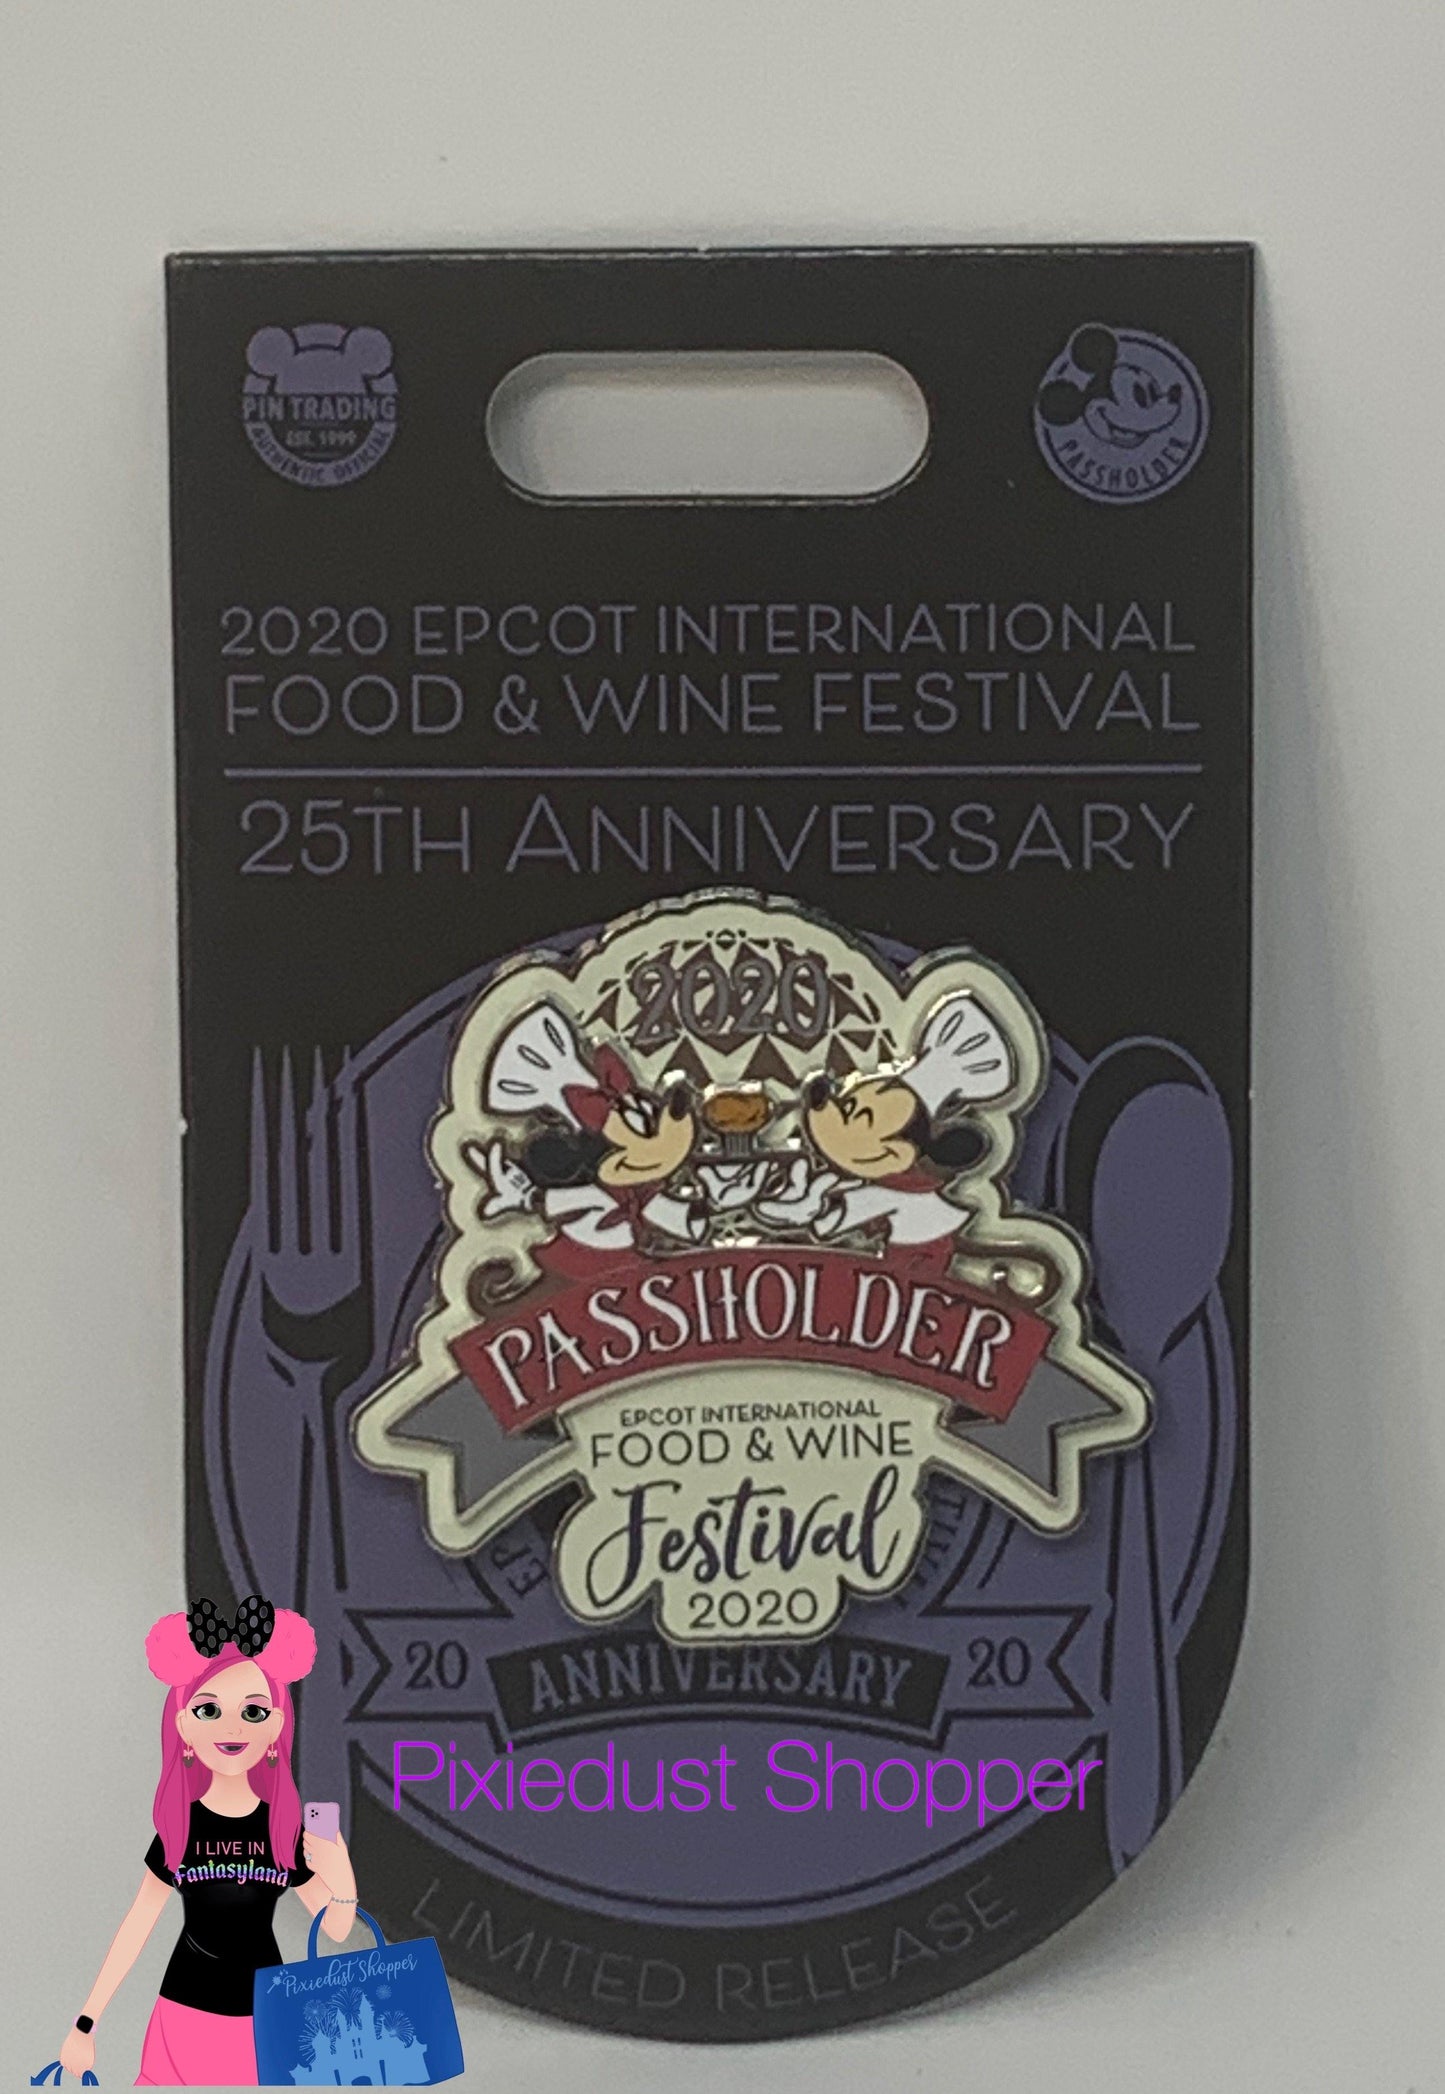 PIN TRADING
EST. 1999
AUTHENTIC OFFICIAL
PASSHOLDER
2020 EPCOT INTERNATIONAL
FOOD & WINE FESTIVAL
25TH ANNIVERSARY
2020
PASSHOLDER
EPCOT INTERNATIONAL
FOOD & WINE
Festival
2020
20 ANNIVERSARY 20
Pixiedust Shopper
I LIVE IN
Fantasyland
LIMITED RELEASE
Pixiedust Shopper